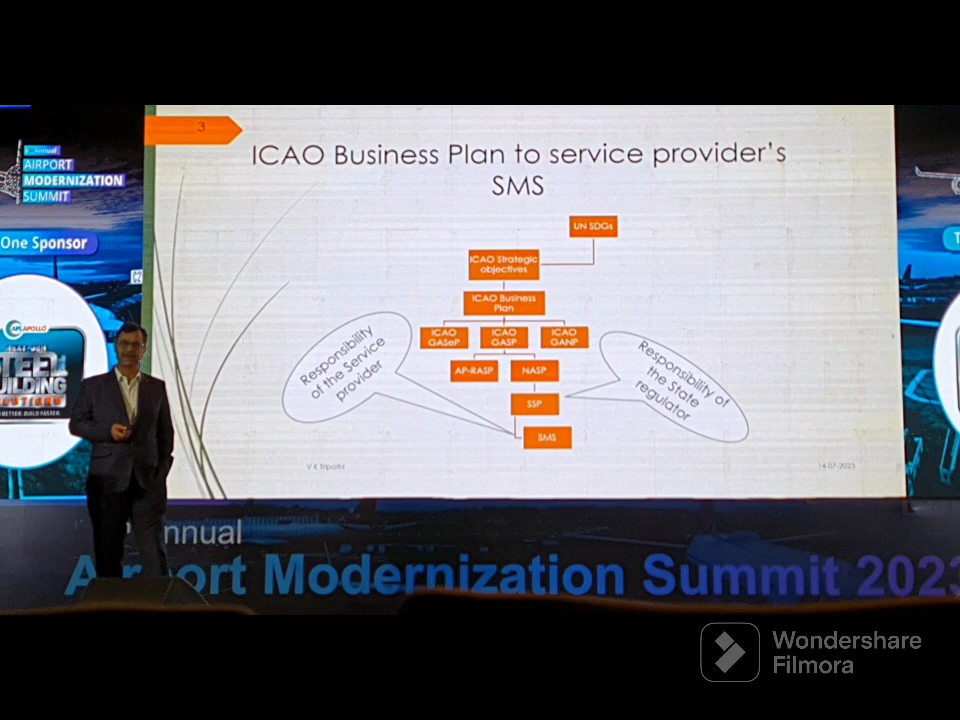 3
ICAO Business Plan to service provider's
SMS
Annual
AIRPORT
MODERNIZATION
SUMMIT
One Sponsor
APL APOLLO
STEEL
BUILDING
BETTER. BUILD FASTER.
UN SDGs
ICAO Strategic
objectives
ICAO Business
Plan
ICAO
GASeP
ICAO
GASP
ICAO
GANP
AP-RASP
NASP
SSP
SMS
Responsibility
of the Service
provider
Responsibility of
the State
regulator
V K Tripathi
14-07-2023
nnual
Airport Modernization Summit 2023
Wondershare
Filmora